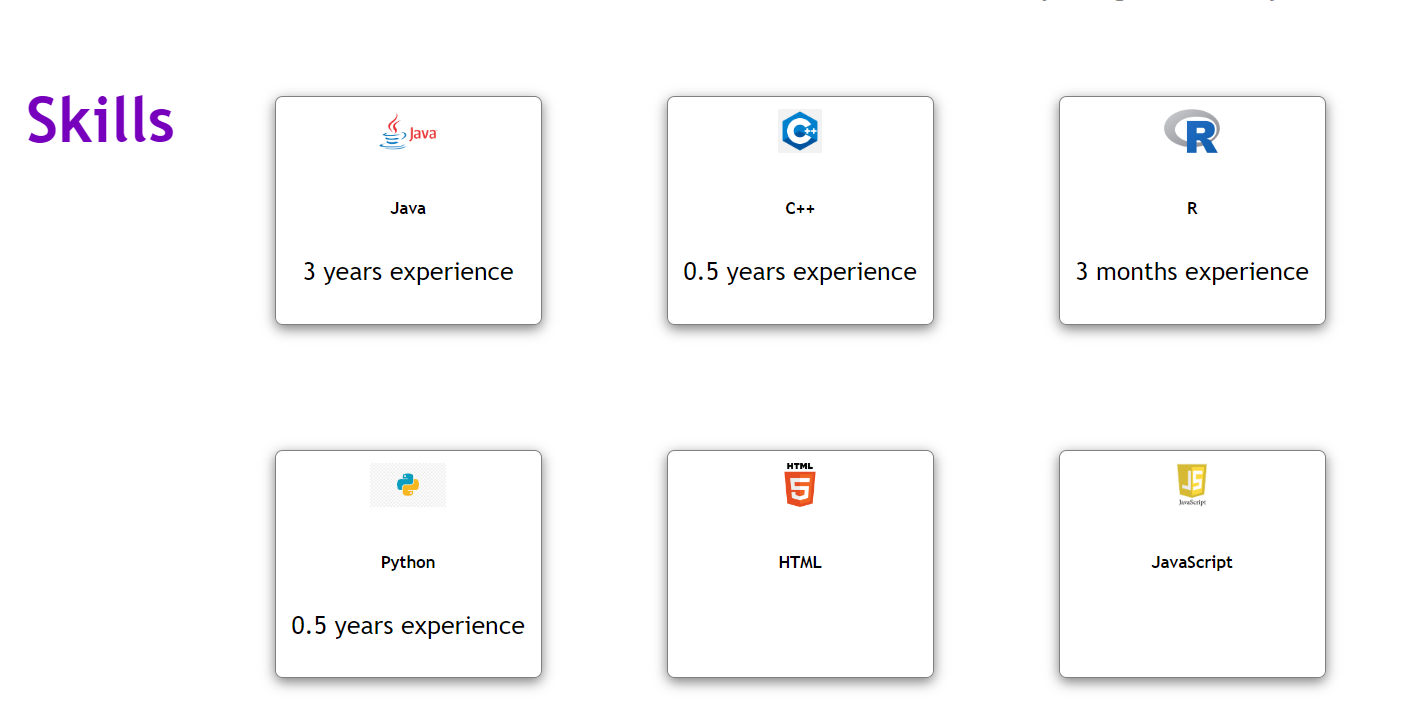 Skills
Java
Java
3 years experience
C++
C++
0.5 years experience
R
R
3 months experience
Python
0.5 years experience
HTML
5
HTML
JS
JavaScript
JavaScript